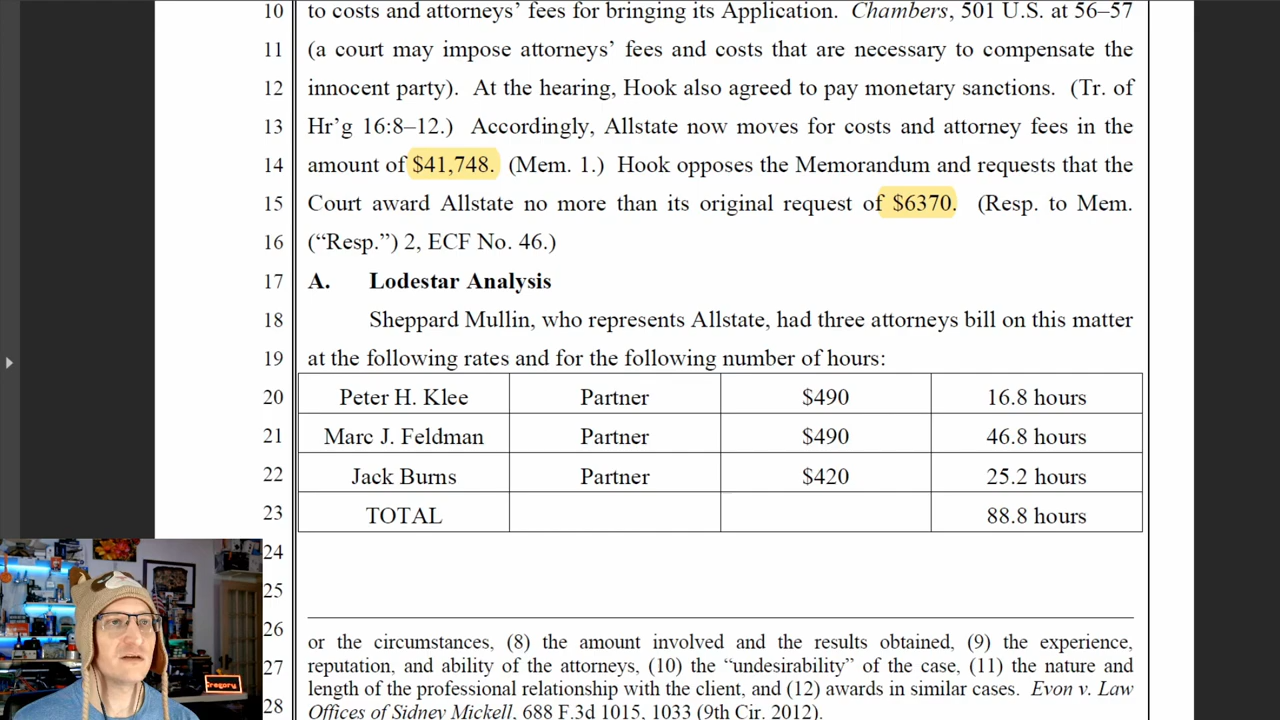 10 to costs and attorneys’ fees for bringing its Application. Chambers, 501 U.S. at 56–57
11 (a court may impose attorneys’ fees and costs that are necessary to compensate the
12 innocent party). At the hearing, Hook also agreed to pay monetary sanctions. (Tr. of
13 Hr’g 16:8–12.) Accordingly, Allstate now moves for costs and attorney fees in the
14 amount of $41,748. (Mem. 1.) Hook opposes the Memorandum and requests that the
15 Court award Allstate no more than its original request of $6370. (Resp. to Mem.
16 (“Resp.”) 2, ECF No. 46.)
17 A. Lodestar Analysis
18 Sheppard Mullin, who represents Allstate, had three attorneys bill on this matter
19 at the following rates and for the following number of hours:
20 Peter H. Klee Partner $490 16.8 hours
21 Marc J. Feldman Partner $490 46.8 hours
22 Jack Burns Partner $420 25.2 hours
23 TOTAL 88.8 hours
24
25
26 or the circumstances, (8) the amount involved and the results obtained, (9) the experience,
27 reputation, and ability of the attorneys, (10) the “undesirability” of the case, (11) the nature and
length of the professional relationship with the client, and (12) awards in similar cases. Evon v. Law
28 Offices of Sidney Mickell, 688 F.3d 1015, 1033 (9th Cir. 2012).
Gregory